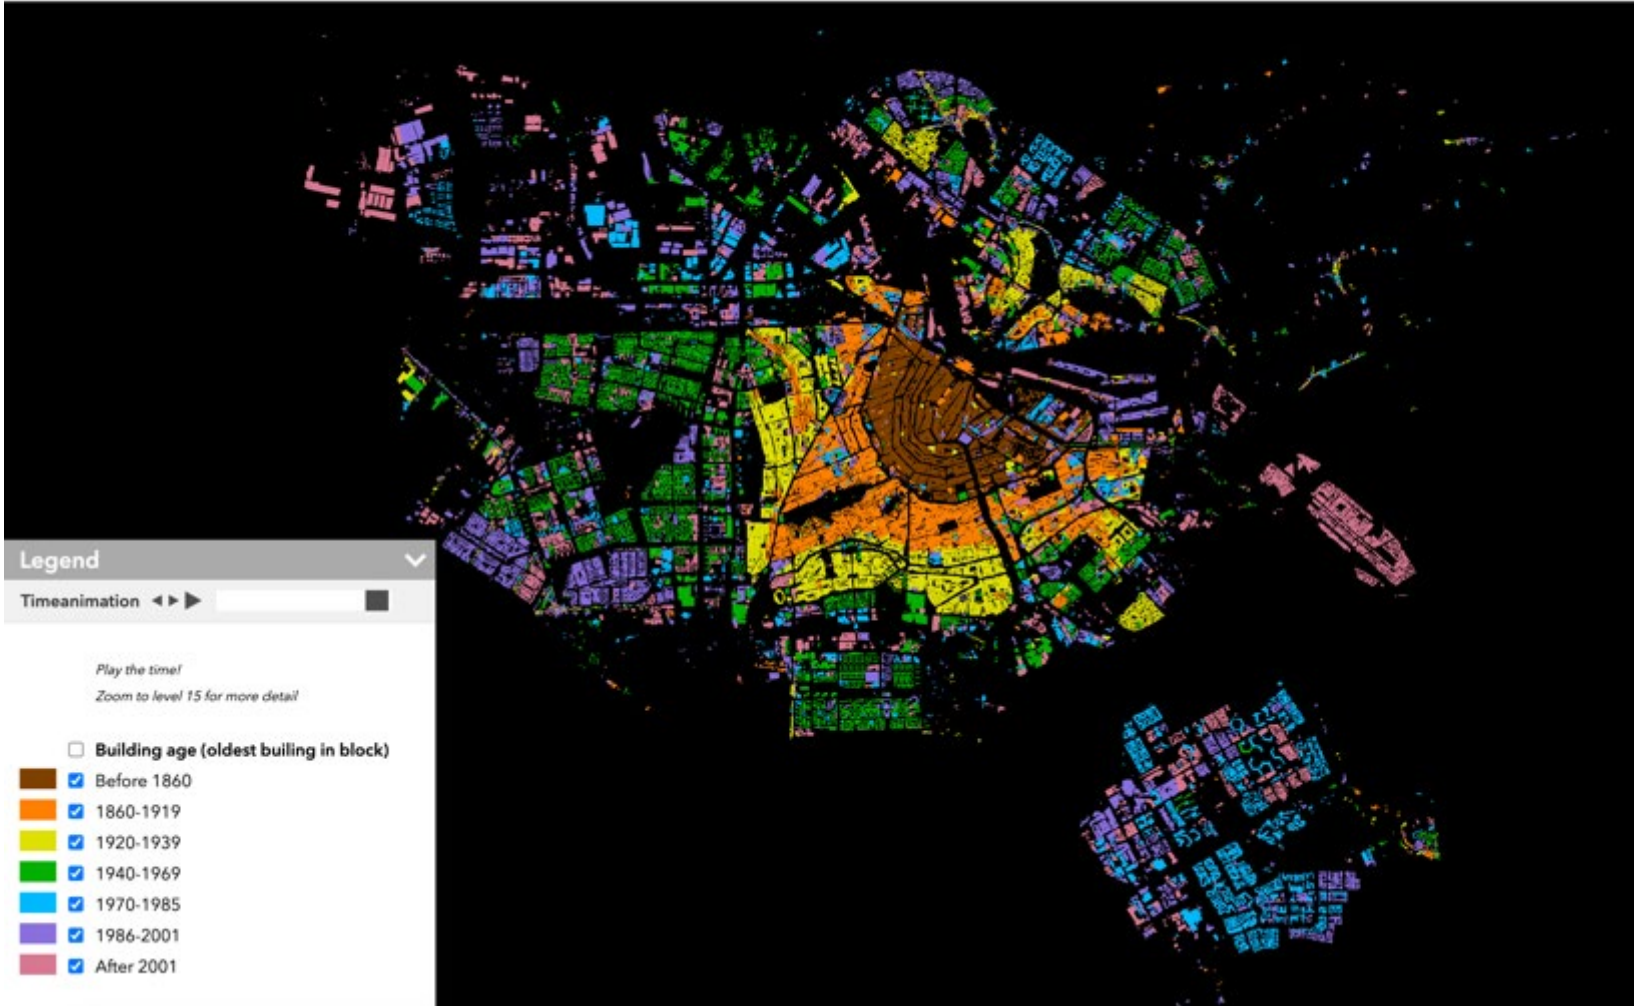 Legend
Timeanimation
Play the time!
Zoom to level 15 for more detail
Building age (oldest builing in block)
Before 1860
1860-1919
1920-1939
1940-1969
1970-1985
1986-2001
After 2001